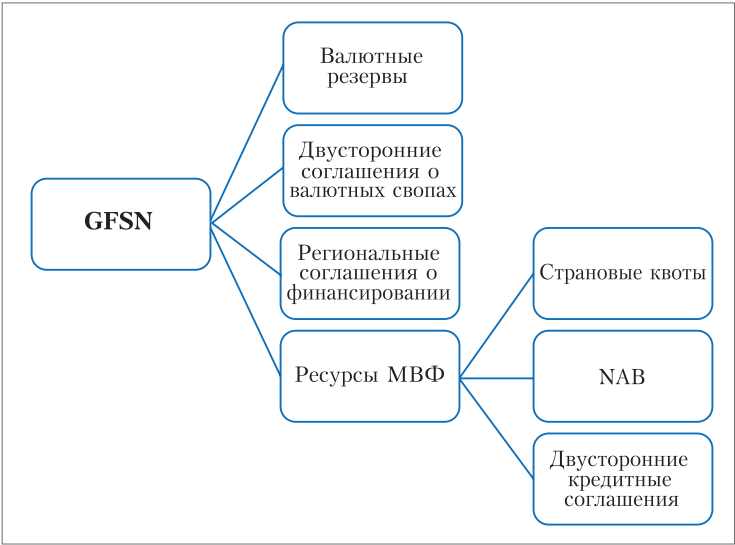 GFSN
Валютные
резервы
Двусторонние
соглашения о
валютных свопах
Региональные
соглашения о
финансировании
Ресурсы МВФ
Страновые квоты
NAB
Двусторонние
кредитные
соглашения